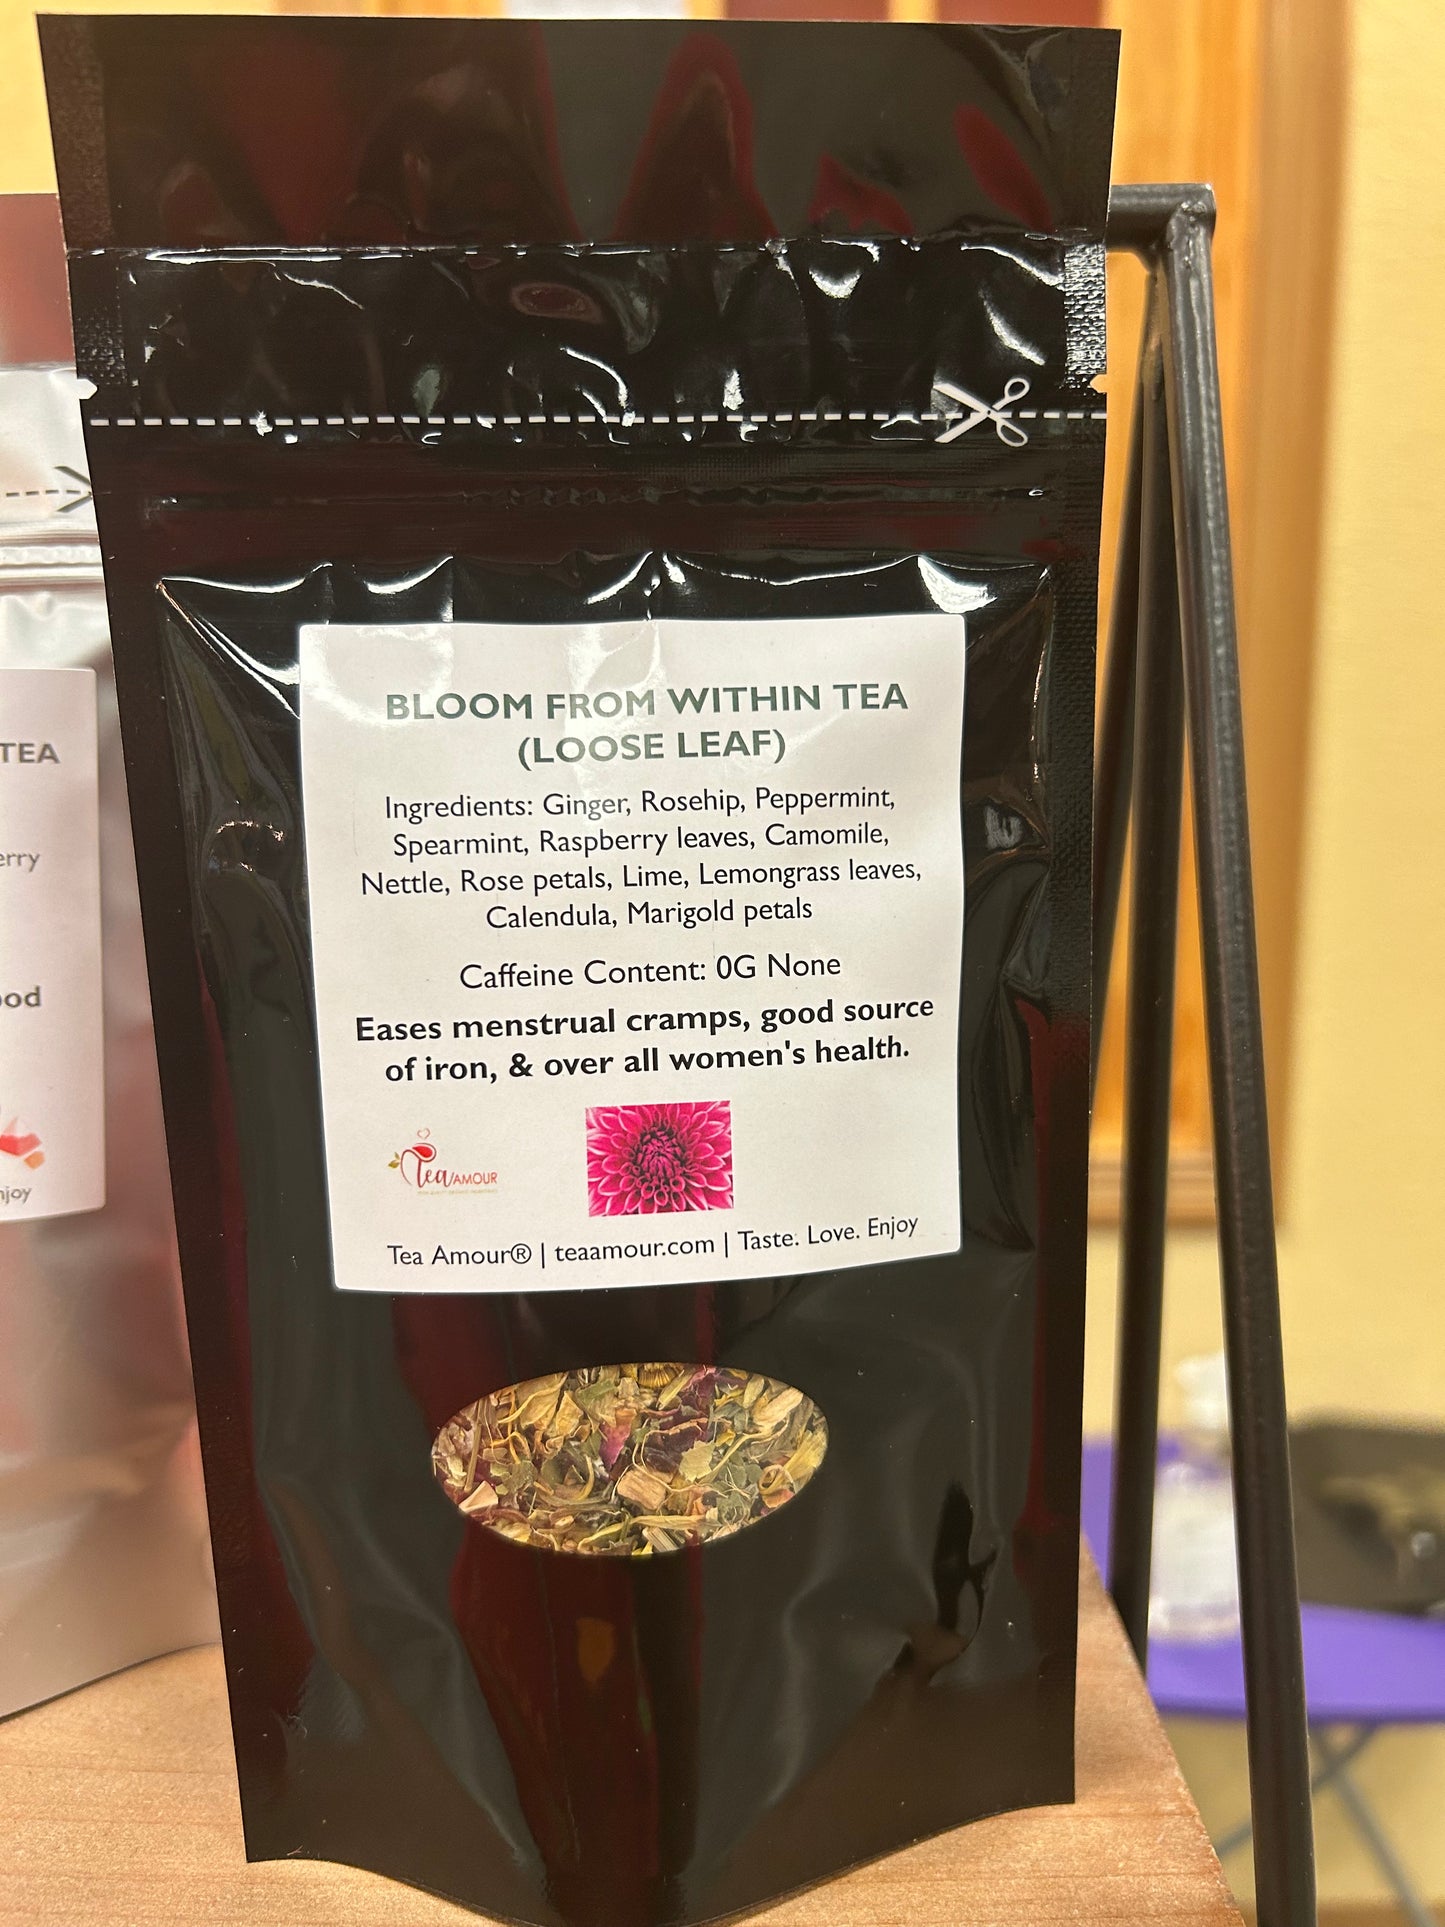 BLOOM FROM WITHIN TEA
(LOOSE LEAF)
Ingredients: Ginger, Rosehip, Peppermint,
Spearmint, Raspberry leaves, Camomile,
Nettle, Rose petals, Lime, Lemongrass leaves,
Calendula, Marigold petals
Caffeine Content: 0G None
Eases menstrual cramps, good source
of iron, & over all women's health.
Tea AMOUR
Tea Amour® | teaamour.com | Taste. Love. Enjoy
TEA
erry
ood
njoy